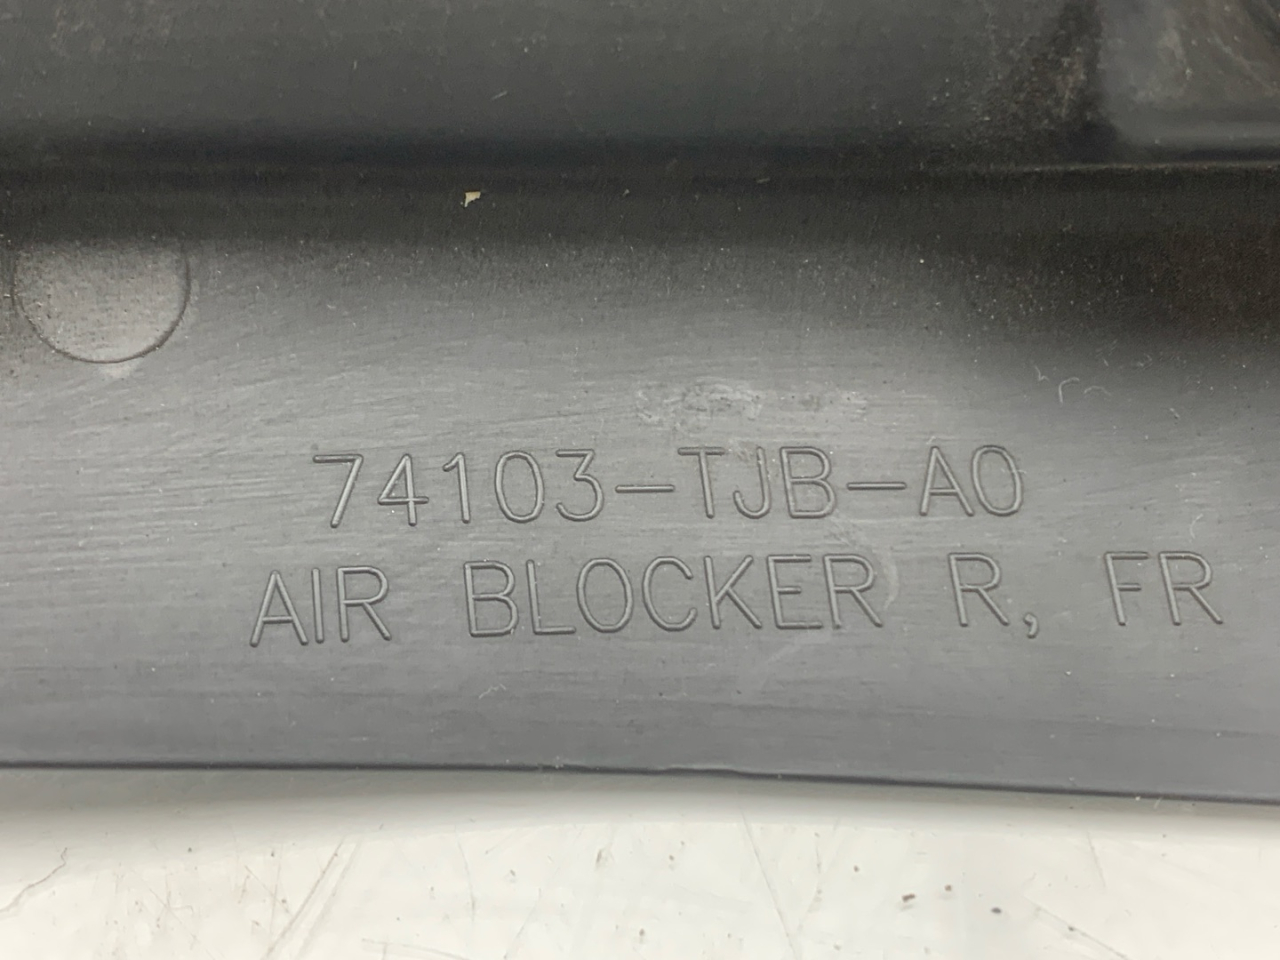 74103-TJB-A0
AIR BLOCKER R, FR